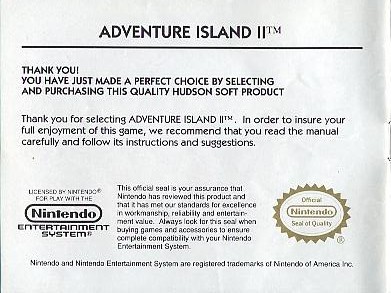 ADVENTURE ISLAND II™
THANK YOU!
YOU HAVE JUST MADE A PERFECT CHOICE BY SELECTING
AND PURCHASING THIS QUALITY HUDSON SOFT PRODUCT
Thank you for selecting ADVENTURE ISLAND II™. In order to insure your
full enjoyment of this game, we recommend that you read the manual
carefully and follow its instructions and suggestions.
LICENSED BY NINTENDO®
FOR PLAY WITH THE
Nintendo
ENTERTAINMENT
SYSTEM®
This official seal is your assurance that
Nintendo has reviewed this product and
that it has met our standards for excellence
in workmanship, reliability and entertain-
ment value. Always look for this seal when
buying games and accessories to ensure
complete compatibility with your Nintendo
Entertainment System.
Official
Nintendo
Seal of Quality
®
Nintendo and Nintendo Entertainment System are registered trademarks of Nintendo of America Inc.